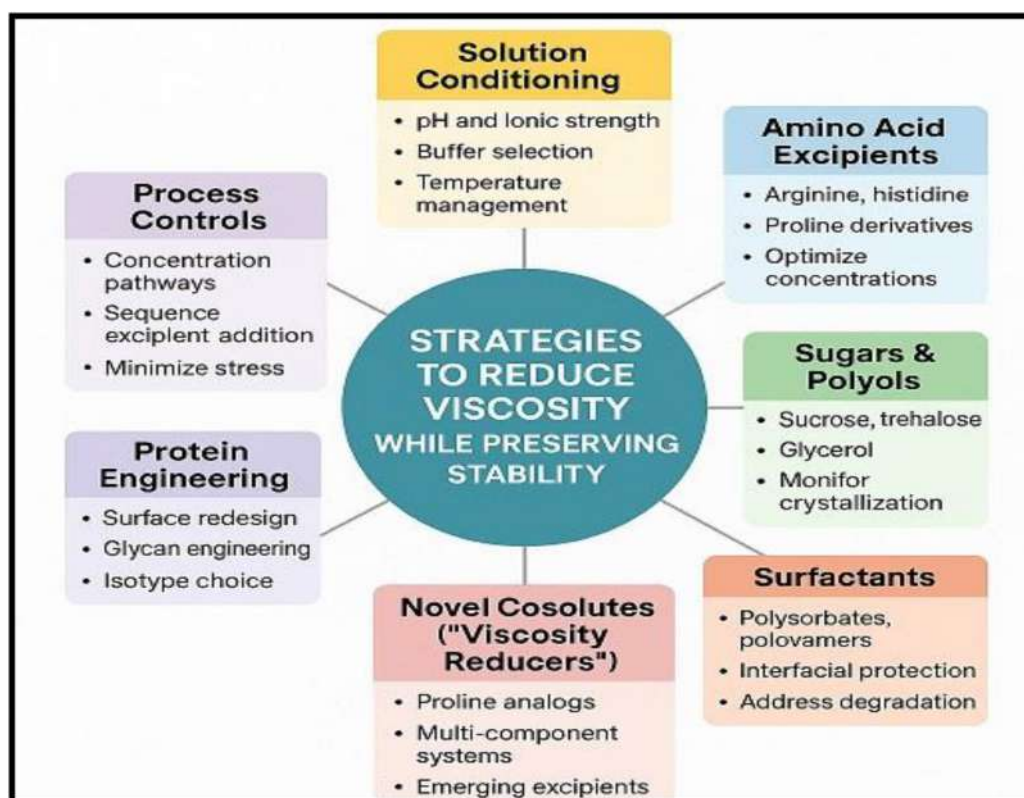 Solution
Conditioning
• pH and Ionic strength
• Buffer selection
• Temperature
management
Amino Acid
Excipients
• Arginine, histidine
• Proline derivatives
• Optimize
concentrations
Process
Controls
• Concentration
pathways
• Sequence
exciplent addition
• Minimize stress
STRATEGIES
TO REDUCE
VISCOSITY
WHILE PRESERVING
STABILITY
Sugars &
Polyols
• Sucrose, trehalose
• Glycerol
• Monifor
crystallization
Protein
Engineering
• Surface redesign
• Glycan engineering
• Isotype choice
Surfactants
• Polysorbates,
polovamers
• Interfacial protection
• Address degradation
Novel Cosolutes
("Viscosity
Reducers")
• Proline analogs
• Multi-component
systems
• Emerging excipients